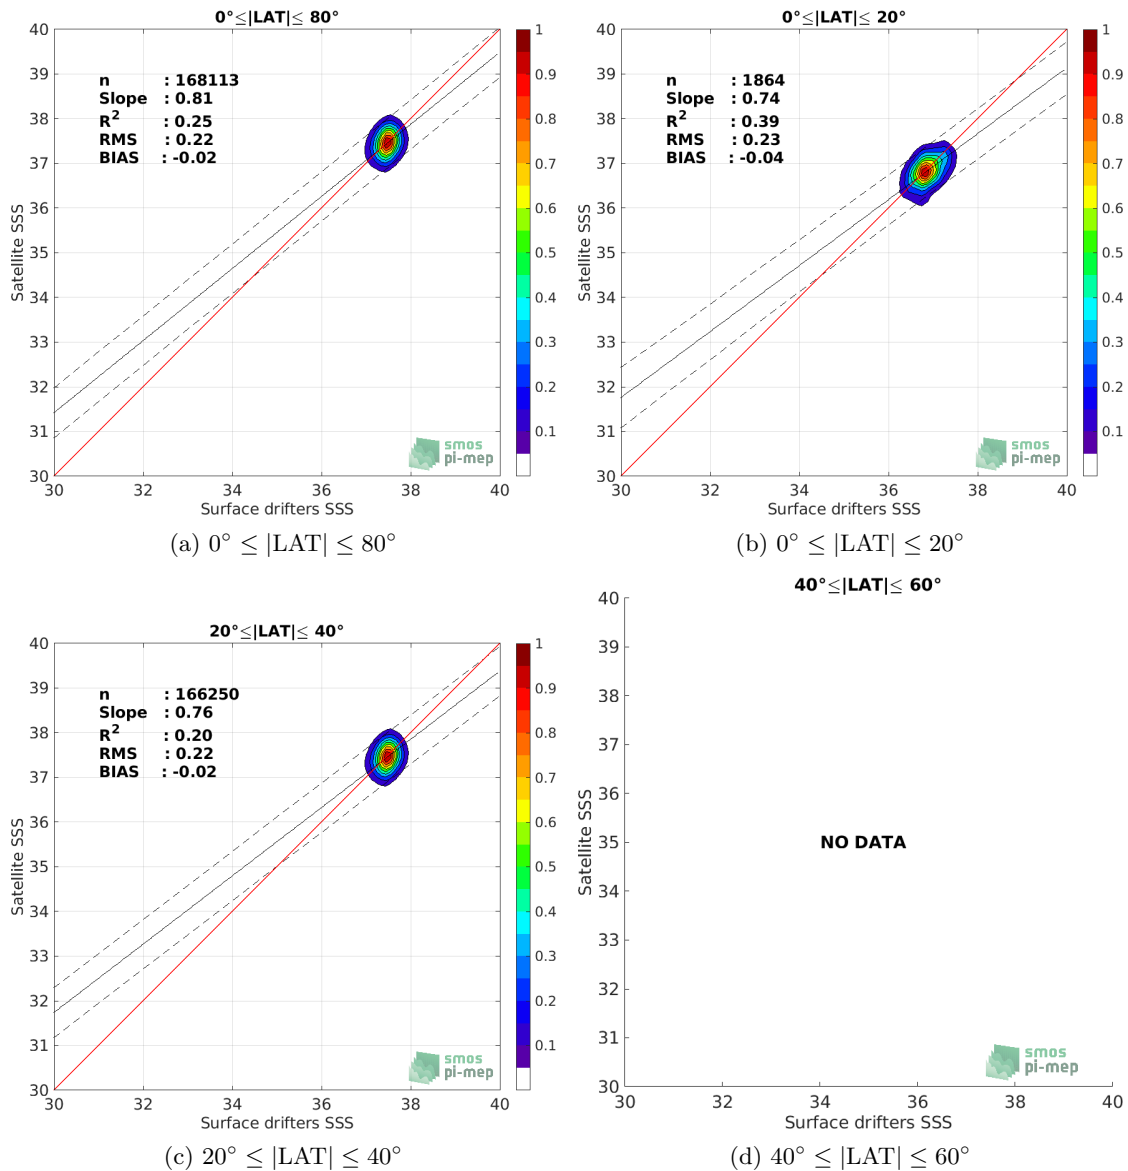 0°≤|LAT|≤ 80°
40
39
38
37
36
35
34
33
32
31
30
Satellite SSS
n : 168113
Slope : 0.81
R2 : 0.25
RMS : 0.22
BIAS : -0.02
smos
pi-mep
30 32 34 36 38 40
Surface drifters SSS
1
0.9
0.8
0.7
0.6
0.5
0.4
0.3
0.2
0.1
(a) 0° ≤ |LAT| ≤ 80°
0°≤|LAT|≤ 20°
40
39
38
37
36
35
34
33
32
31
30
Satellite SSS
n : 1864
Slope : 0.74
R2 : 0.39
RMS : 0.23
BIAS : -0.04
smos
pi-mep
30 32 34 36 38 40
Surface drifters SSS
1
0.9
0.8
0.7
0.6
0.5
0.4
0.3
0.2
0.1
(b) 0° ≤ |LAT| ≤ 20°
20°≤|LAT|≤ 40°
40
39
38
37
36
35
34
33
32
31
30
Satellite SSS
n : 166250
Slope : 0.76
R2 : 0.20
RMS : 0.22
BIAS : -0.02
smos
pi-mep
30 32 34 36 38 40
Surface drifters SSS
1
0.9
0.8
0.7
0.6
0.5
0.4
0.3
0.2
0.1
(c) 20° ≤ |LAT| ≤ 40°
40°≤|LAT|≤ 60°
40
39
38
37
36
35
34
33
32
31
30
Satellite SSS
NO DATA
smos
pi-mep
30 32 34 36 38 40
Surface drifters SSS
(d) 40° ≤ |LAT| ≤ 60°